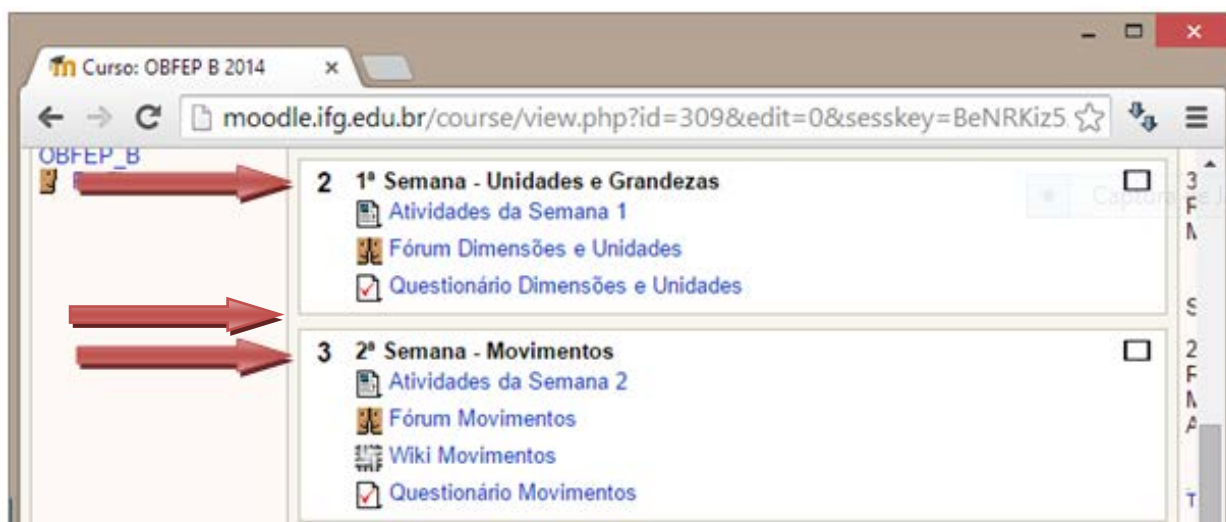 Curso: OBFEP B 2014
moodle.ifg.edu.br/course/view.php?id=309&edit=0&sesskey=BeNRKiz5
OBFEP_B
2 1ª Semana - Unidades e Grandezas
Atividades da Semana 1
Fórum Dimensões e Unidades
Questionário Dimensões e Unidades
3 2ª Semana - Movimentos
Atividades da Semana 2
Fórum Movimentos
Wiki Movimentos
Questionário Movimentos